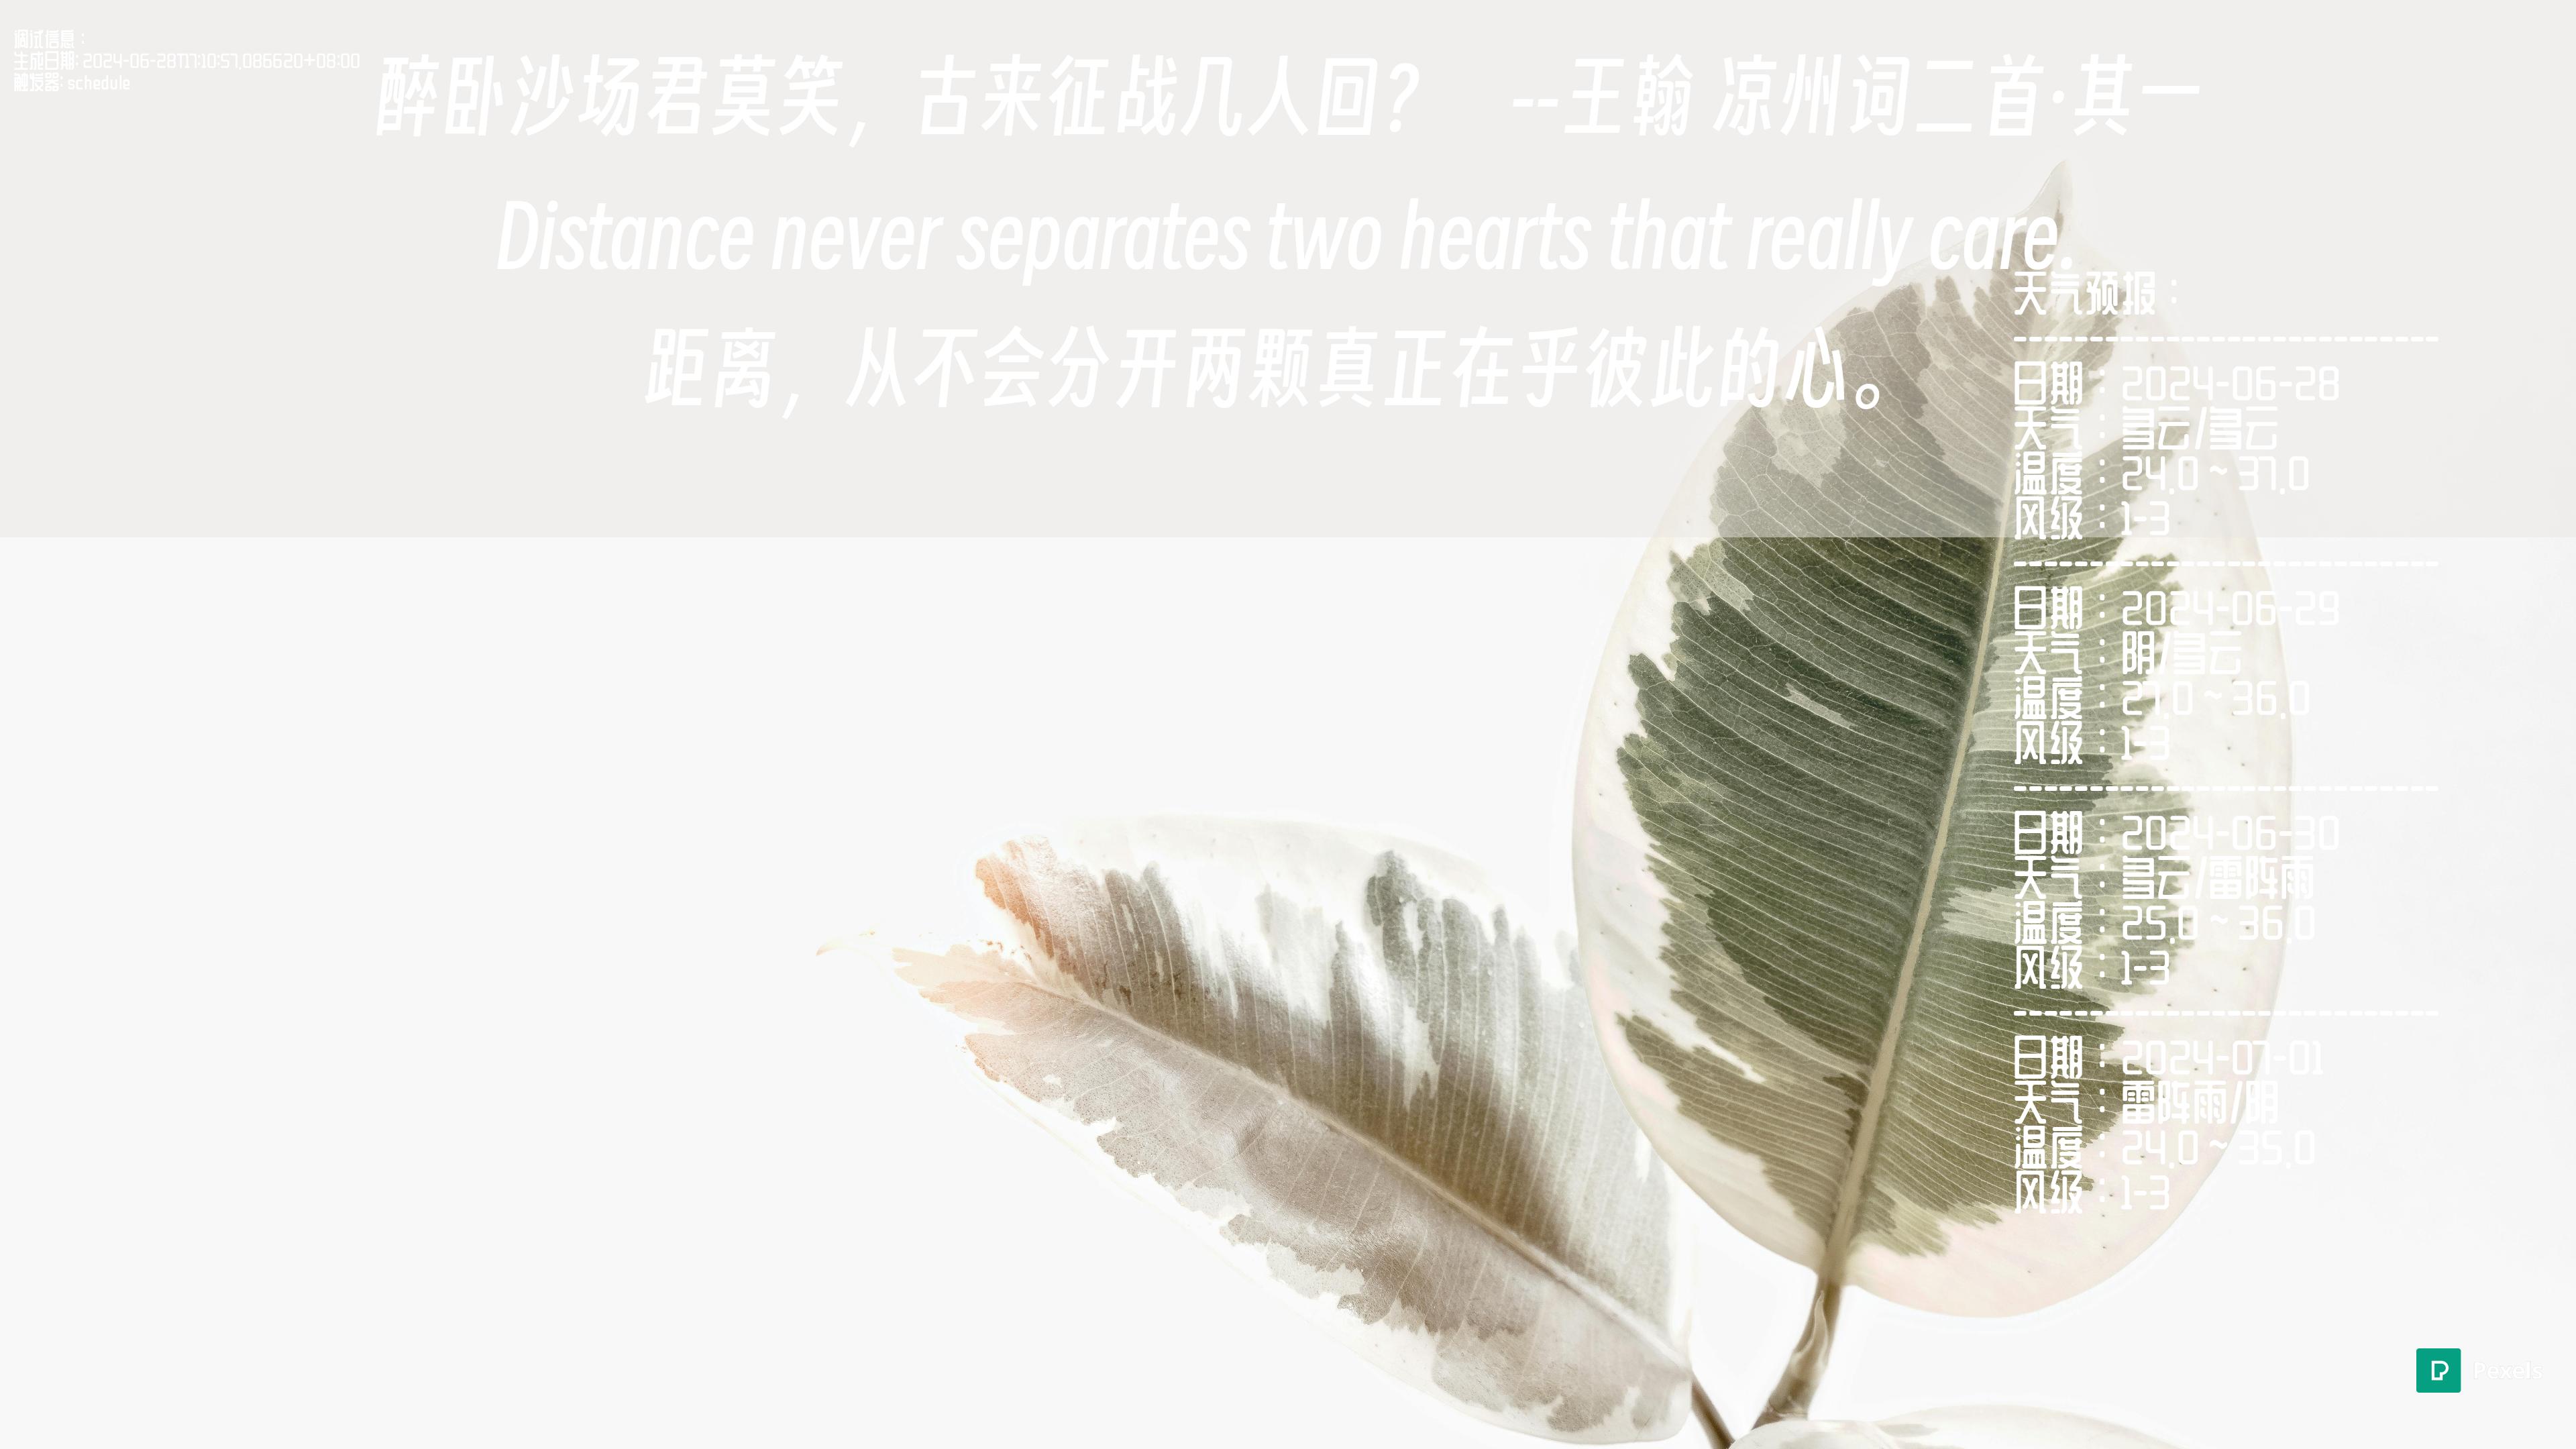 调试信息：
生成日期: 2024-06-28T17:10:57.086620+08:00
触发器: schedule
醉卧沙场君莫笑，古来征战几人回？ --王翰 凉州词二首·其一
Distance never separates two hearts that really care.
距离，从不会分开两颗真正在乎彼此的心。
天气预报：
------------------------------
日期：2024-06-28
天气：多云/多云
温度：24.0 ~ 37.0
风级：1-3
------------------------------
日期：2024-06-29
天气：阴/多云
温度：27.0 ~ 36.0
风级：1-3
------------------------------
日期：2024-06-30
天气：多云/雷阵雨
温度：25.0 ~ 36.0
风级：1-3
------------------------------
日期：2024-07-01
天气：雷阵雨/阴
温度：24.0 ~ 35.0
风级：1-3
Pexels